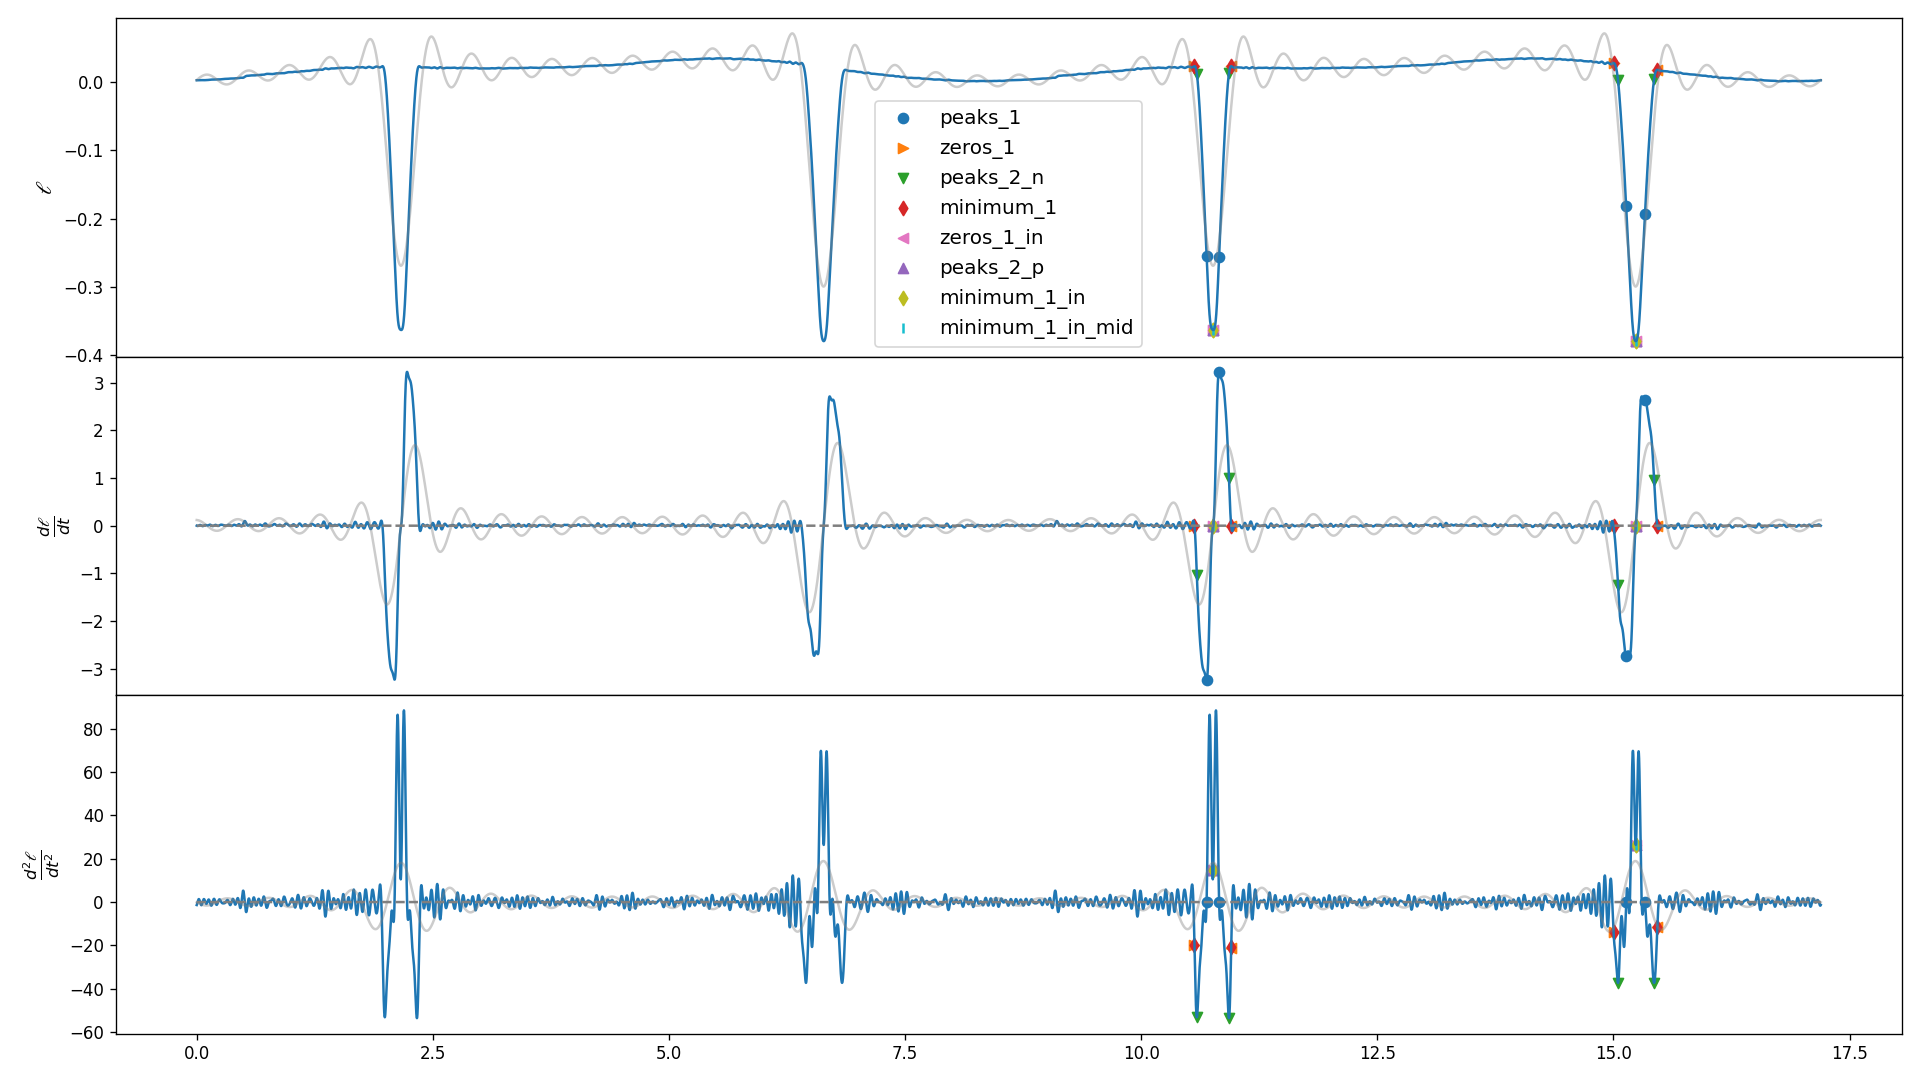 0.0
−0.1
−0.2
−0.3
−0.4
ℓ
peaks_1
zeros_1
peaks_2_n
minimum_1
zeros_1_in
peaks_2_p
minimum_1_in
minimum_1_in_mid
3
2
1
0
−1
−2
−3
dℓ
dt
80
60
40
20
0
−20
−40
−60
d²ℓ
dt²
0.0 2.5 5.0 7.5 10.0 12.5 15.0 17.5